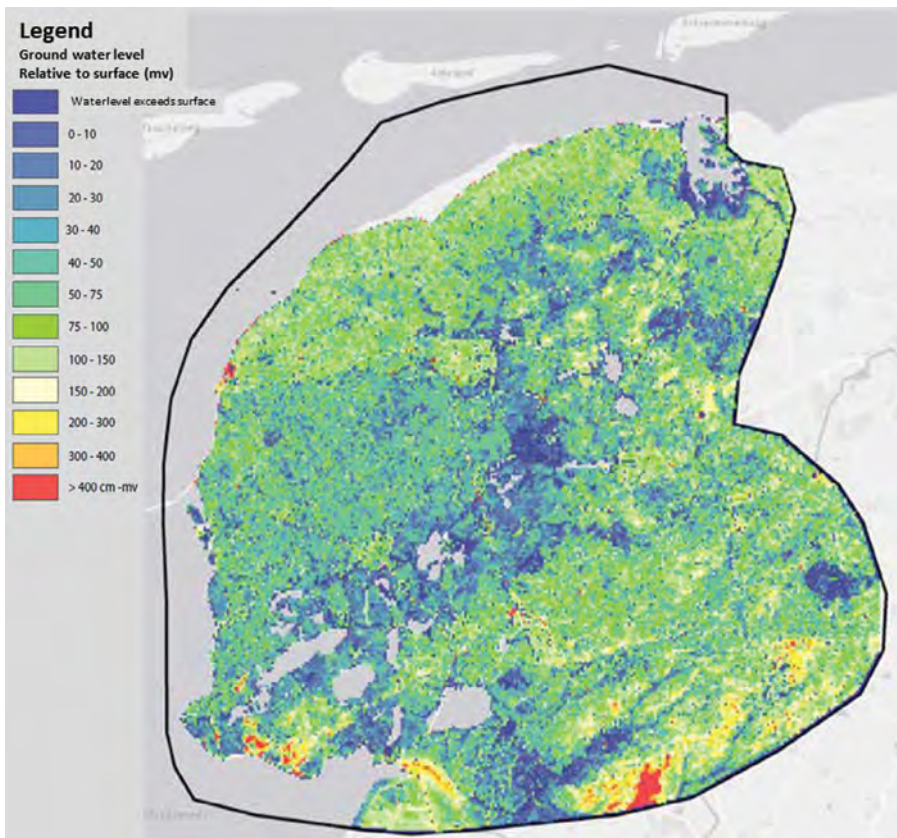 Legend
Ground water level
Relative to surface (mv)
Waterlevel exceeds surface
0 - 10
10 - 20
20 - 30
30 - 40
40 - 50
50 - 75
75 - 100
100 - 150
150 - 200
200 - 300
300 - 400
> 400 cm -mv